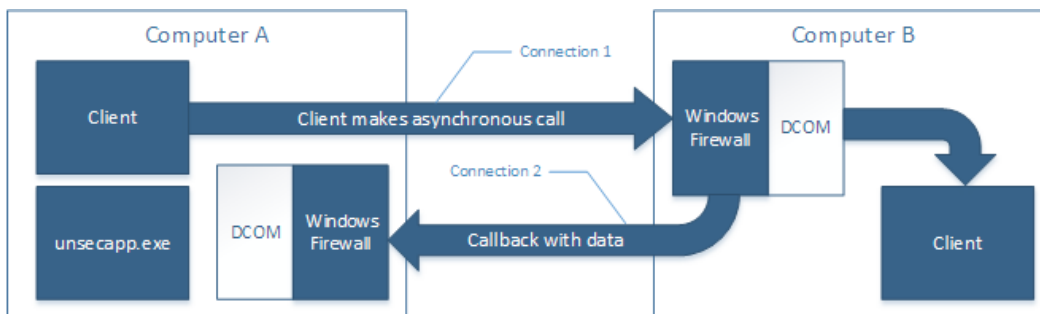 Computer A
Computer B
Connection 1
Client
Client makes asynchronous call
Windows
Firewall
DCOM
Connection 2
unsecapp.exe
DCOM
Windows
Firewall
Callback with data
Client